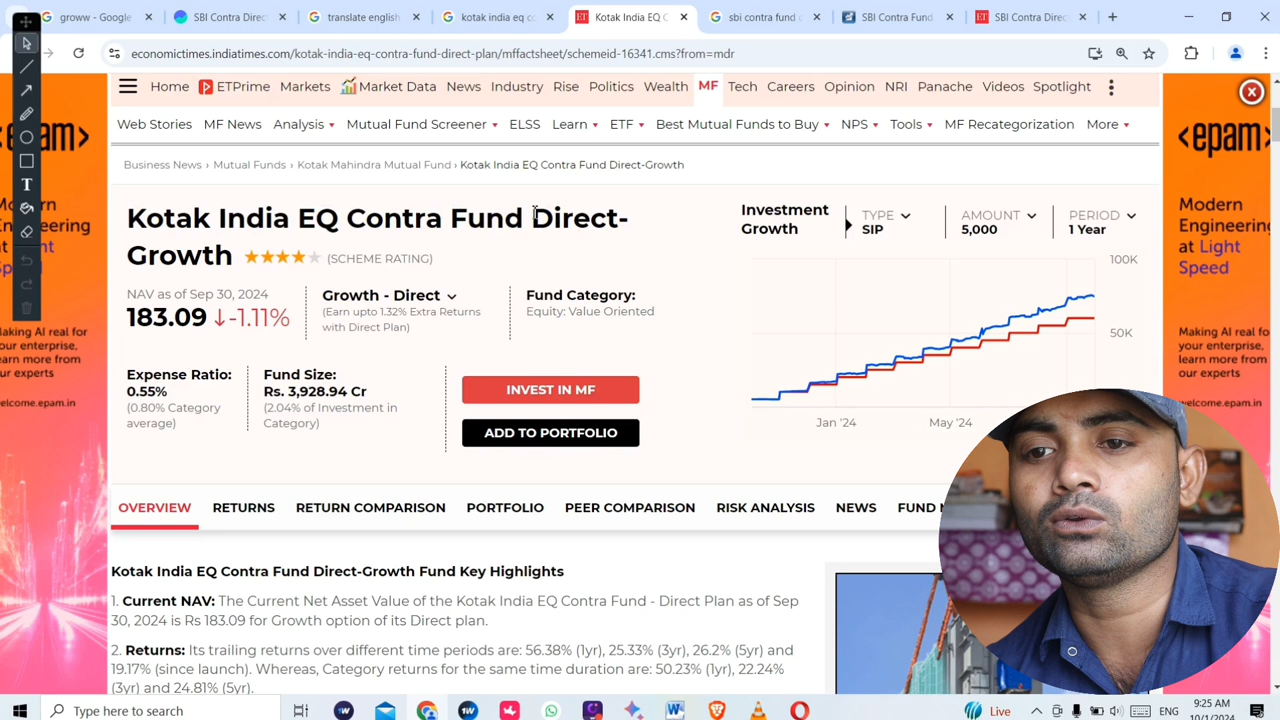 groww - Google
SBI Contra Direc
translate english
kotak india eq co
Kotak India EQ C
sbi contra fund
SBI Contra Fund
SBI Contra Direc
economictimes.indiatimes.com/kotak-india-eq-contra-fund-direct-plan/mffactsheet/schemeid-16341.cms?from=mdr
Home ETPrime Markets Market Data News Industry Rise Politics Wealth MF Tech Careers Opinion NRI Panache Videos Spotlight
Web Stories MF News Analysis Mutual Fund Screener ELSS Learn ETF Best Mutual Funds to Buy NPS Tools MF Recategorization More
Business News › Mutual Funds › Kotak Mahindra Mutual Fund › Kotak India EQ Contra Fund Direct-Growth
Kotak India EQ Contra Fund Direct-
Growth (SCHEME RATING)
NAV as of Sep 30, 2024
183.09 ↓-1.11%
Growth - Direct
(Earn upto 1.32% Extra Returns
with Direct Plan)
Fund Category:
Equity: Value Oriented
Expense Ratio:
0.55%
(0.80% Category
average)
Fund Size:
Rs. 3,928.94 Cr
(2.04% of Investment in
Category)
INVEST IN MF
ADD TO PORTFOLIO
Investment
Growth
TYPE
SIP
AMOUNT
5,000
PERIOD
1 Year
100K
50K
Jan '24
May '24
OVERVIEW RETURNS RETURN COMPARISON PORTFOLIO PEER COMPARISON RISK ANALYSIS NEWS FUND
Kotak India EQ Contra Fund Direct-Growth Fund Key Highlights
1. Current NAV: The Current Net Asset Value of the Kotak India EQ Contra Fund - Direct Plan as of Sep
30, 2024 is Rs 183.09 for Growth option of its Direct plan.
2. Returns: Its trailing returns over different time periods are: 56.38% (1yr), 25.33% (3yr), 26.2% (5yr) and
19.17% (since launch). Whereas, Category returns for the same time duration are: 50.23% (1yr), 22.24%
(3yr) and 24.81% (5yr).
<epam>
Modern
Engineering
at Light
Speed
Making AI real for
your enterprise,
learn more from
our experts
welcome.epam.in
T
Type here to search
Live
ENG
9:25 AM
10/1/2024